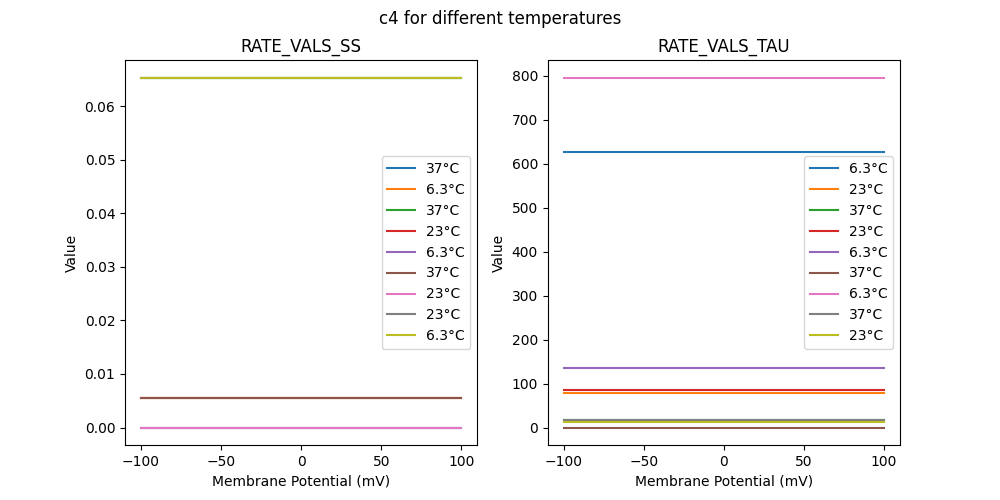 c4 for different temperatures
RATE_VALS_SS
Value
0.06
0.05
0.04
0.03
0.02
0.01
0.00
−100
−50
0
50
100
Membrane Potential (mV)
37°C
6.3°C
37°C
23°C
6.3°C
37°C
23°C
23°C
6.3°C
RATE_VALS_TAU
Value
800
700
600
500
400
300
200
100
0
−100
−50
0
50
100
Membrane Potential (mV)
6.3°C
23°C
37°C
23°C
6.3°C
37°C
6.3°C
37°C
23°C